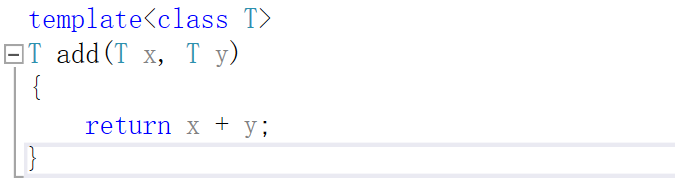 template<class T>
T add(T x, T y)
{
    return x + y;
}